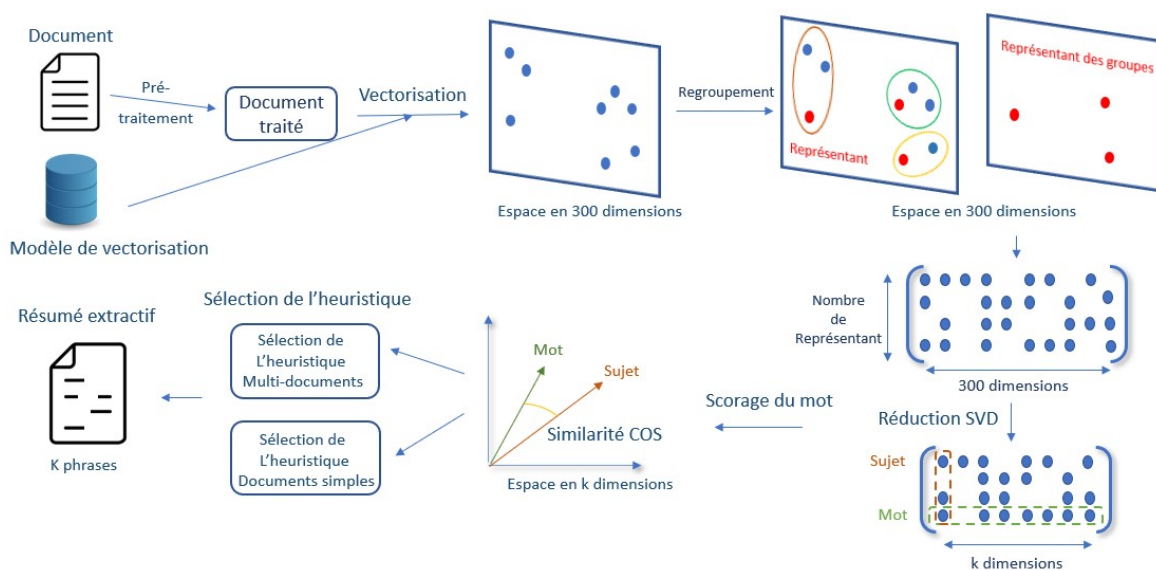 Document
Pré-
traitement
Document
traité
Vectorisation
Modèle de vectorisation
Espace en 300 dimensions
Regroupement
Représentant
Représentant des groupes
Espace en 300 dimensions
Nombre
de
Représentant
300 dimensions
Réduction SVD
Sujet
Mot
k dimensions
Scorage du mot
Mot
Sujet
Similarité COS
Espace en k dimensions
Sélection de l’heuristique
Sélection de
L’heuristique
Multi-documents
Sélection de
L’heuristique
Documents simples
Résumé extractif
K phrases